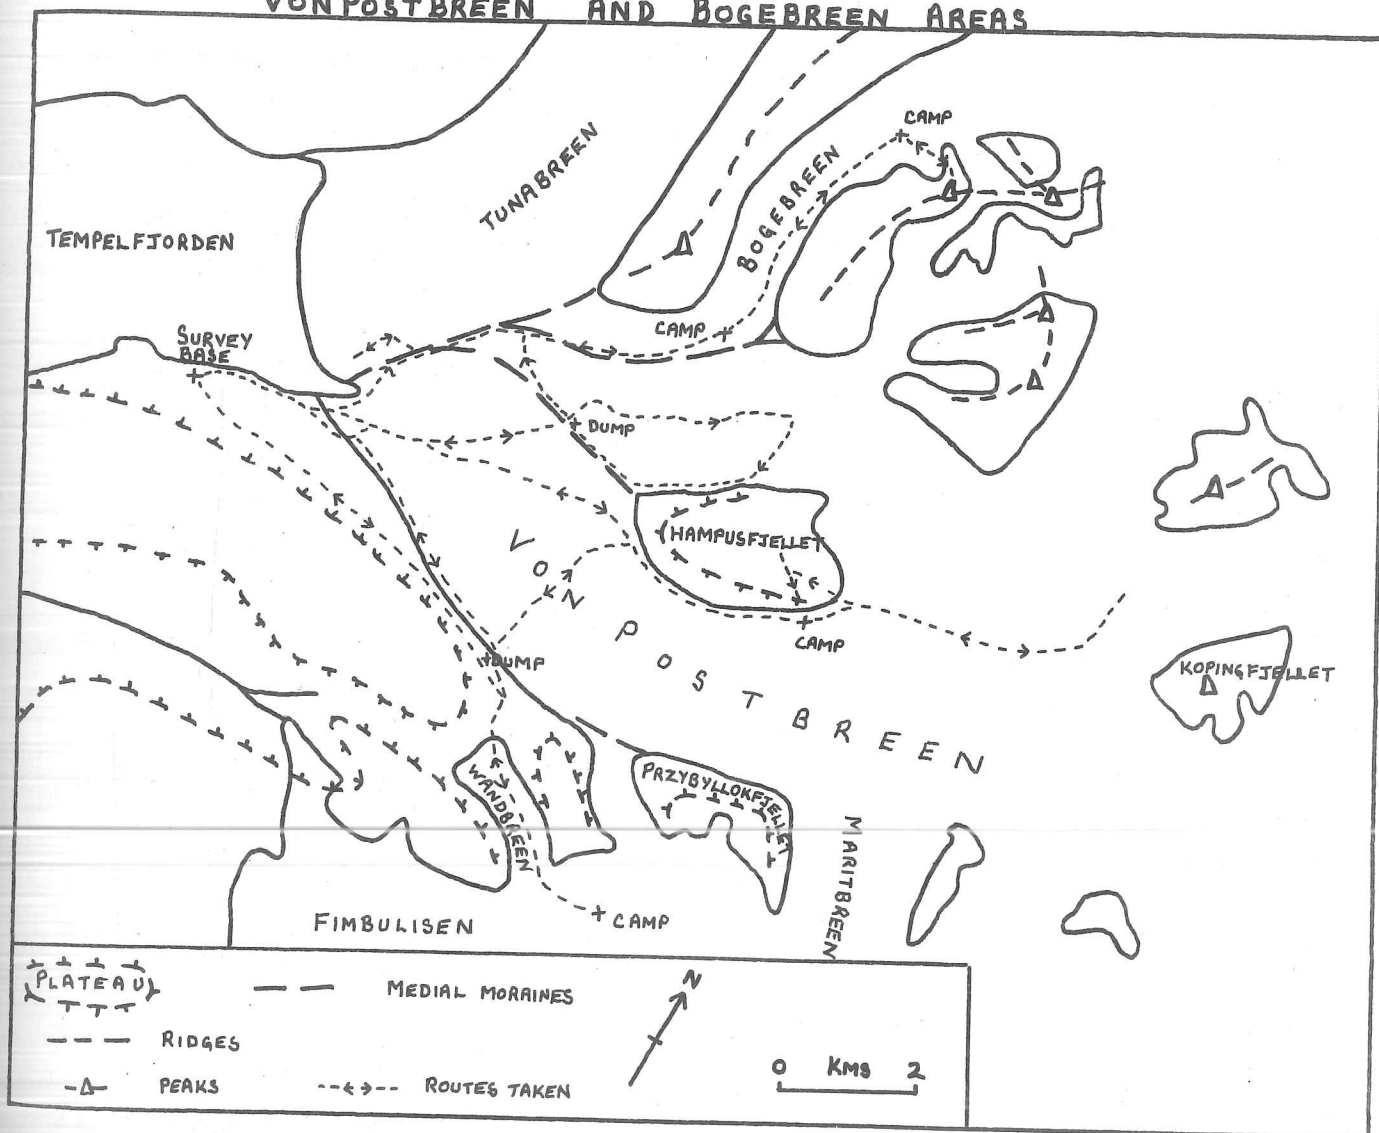 VONPOSTBREEN AND BOGEBREEN AREAS
CAMP
TUNABREEN
BOGEBREEN
TEMPELFJORDEN
SURVEY
BASE
CAMP
DUMP
HAMPUSFJELLET
VON POSTBREEN
CAMP
DUMP
KOPINGFJELLET
WANDBREEN
PRZYBYLLOKFJELLET
MARITBREEN
FIMBULISEN
CAMP
PLATEAU
MEDIAL MORAINES
N
RIDGES
0 KMS 2
PEAKS
ROUTES TAKEN